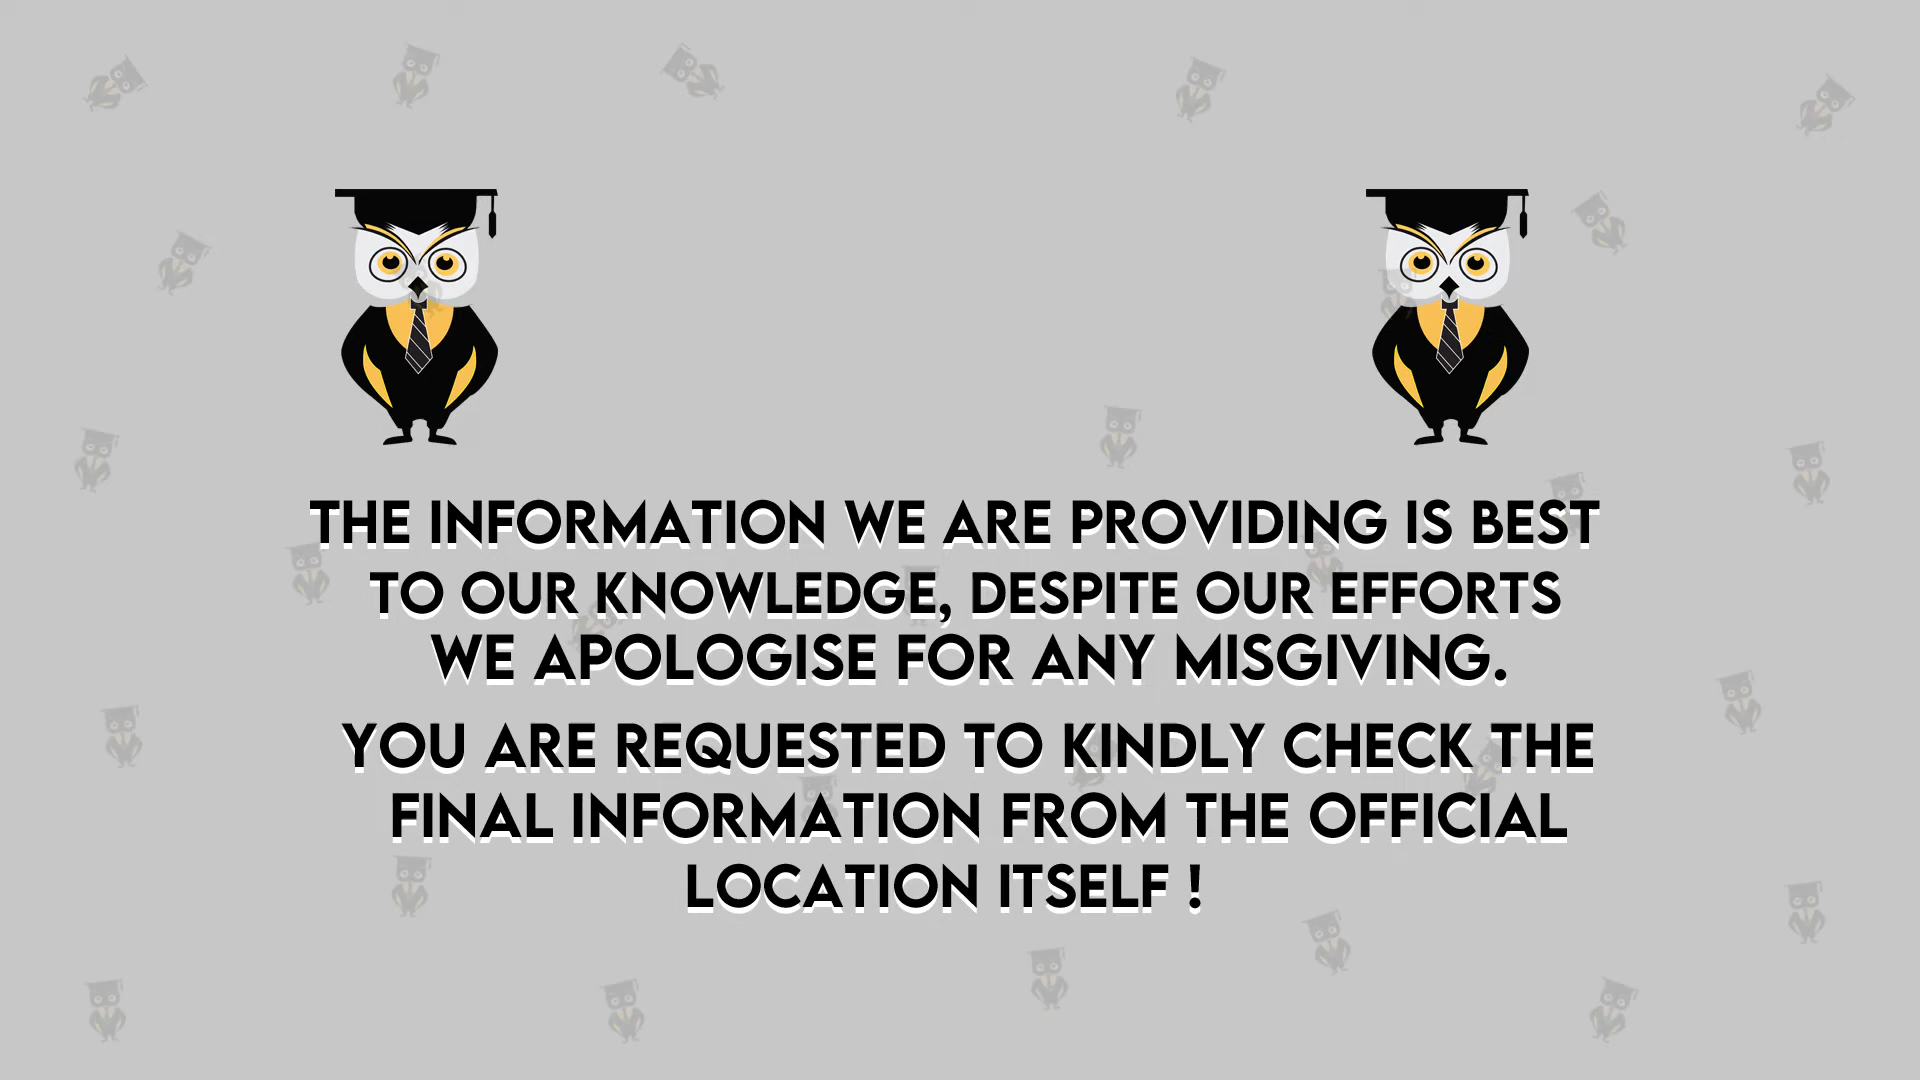 THE INFORMATION WE ARE PROVIDING IS BEST
TO OUR KNOWLEDGE, DESPITE OUR EFFORTS
WE APOLOGISE FOR ANY MISGIVING.
YOU ARE REQUESTED TO KINDLY CHECK THE
FINAL INFORMATION FROM THE OFFICIAL
LOCATION ITSELF !